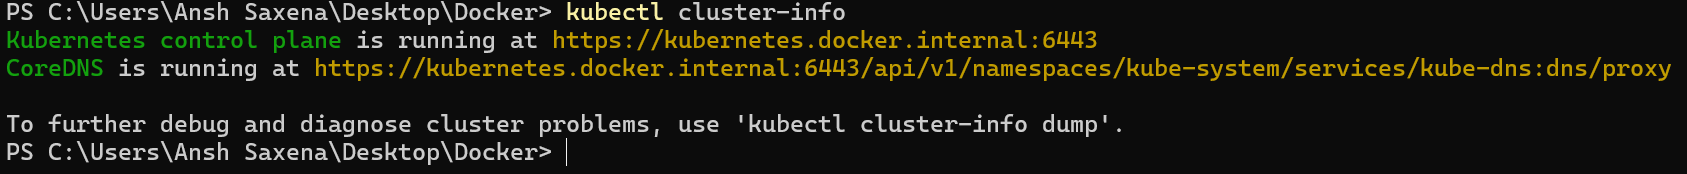 PS C:\Users\Ansh Saxena\Desktop\Docker> kubectl cluster-info
Kubernetes control plane is running at https://kubernetes.docker.internal:6443
CoreDNS is running at https://kubernetes.docker.internal:6443/api/v1/namespaces/kube-system/services/kube-dns:dns/proxy
To further debug and diagnose cluster problems, use 'kubectl cluster-info dump'.
PS C:\Users\Ansh Saxena\Desktop\Docker>